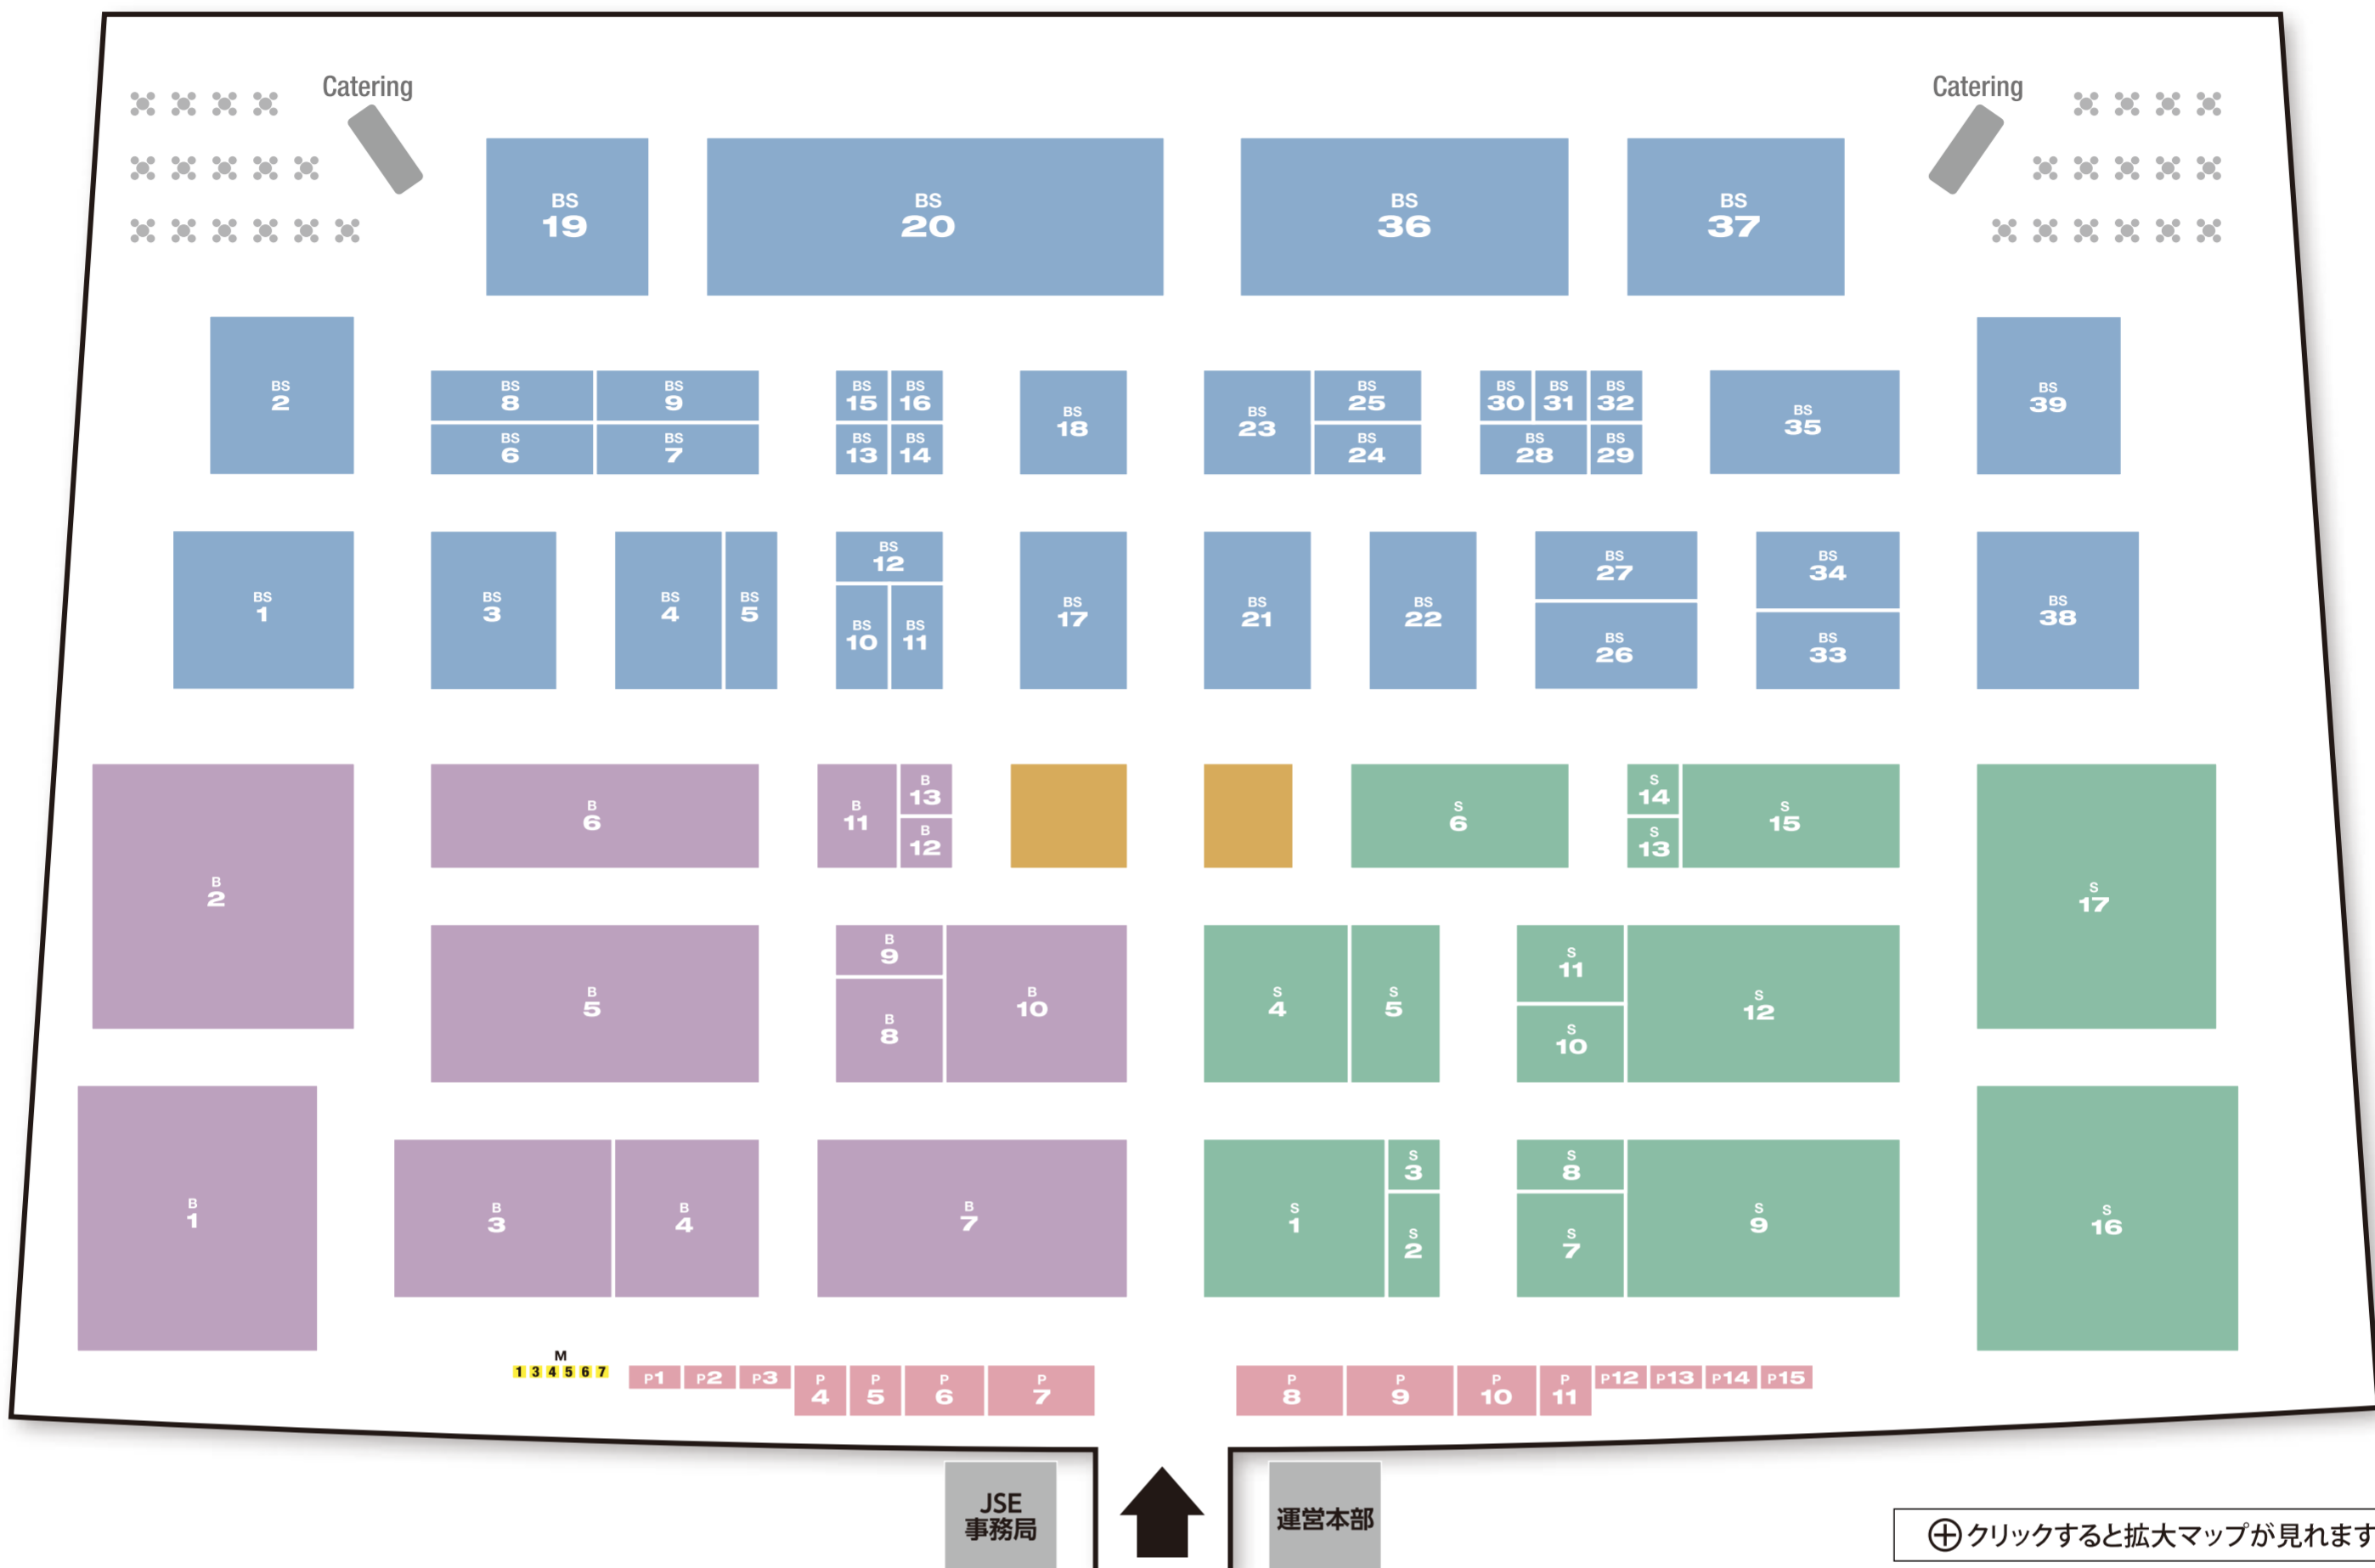 Catering
Catering
BS
19
BS
20
BS
36
BS
37
BS
2
BS
8
BS
9
BS
6
BS
7
BS
15
BS
16
BS
13
BS
14
BS
18
BS
23
BS
25
BS
24
BS
30
BS
31
BS
32
BS
28
BS
29
BS
35
BS
39
BS
1
BS
3
BS
4
BS
5
BS
12
BS
10
BS
11
BS
17
BS
21
BS
22
BS
27
BS
26
BS
34
BS
33
BS
38
B
2
B
6
B
11
B
13
B
12
S
6
S
14
S
13
S
15
S
17
B
5
B
9
B
8
B
10
S
4
S
5
S
11
S
10
S
12
B
1
B
3
B
4
B
7
S
1
S
3
S
2
S
8
S
7
S
9
S
16
M
1 3 4 5 6 7
P1
P2
P3
P
4
P
5
P
6
P
7
P
8
P
9
P
10
P
11
P12
P13
P14
P15
JSE
事務局
運営本部
クリックすると拡大マップが見れます